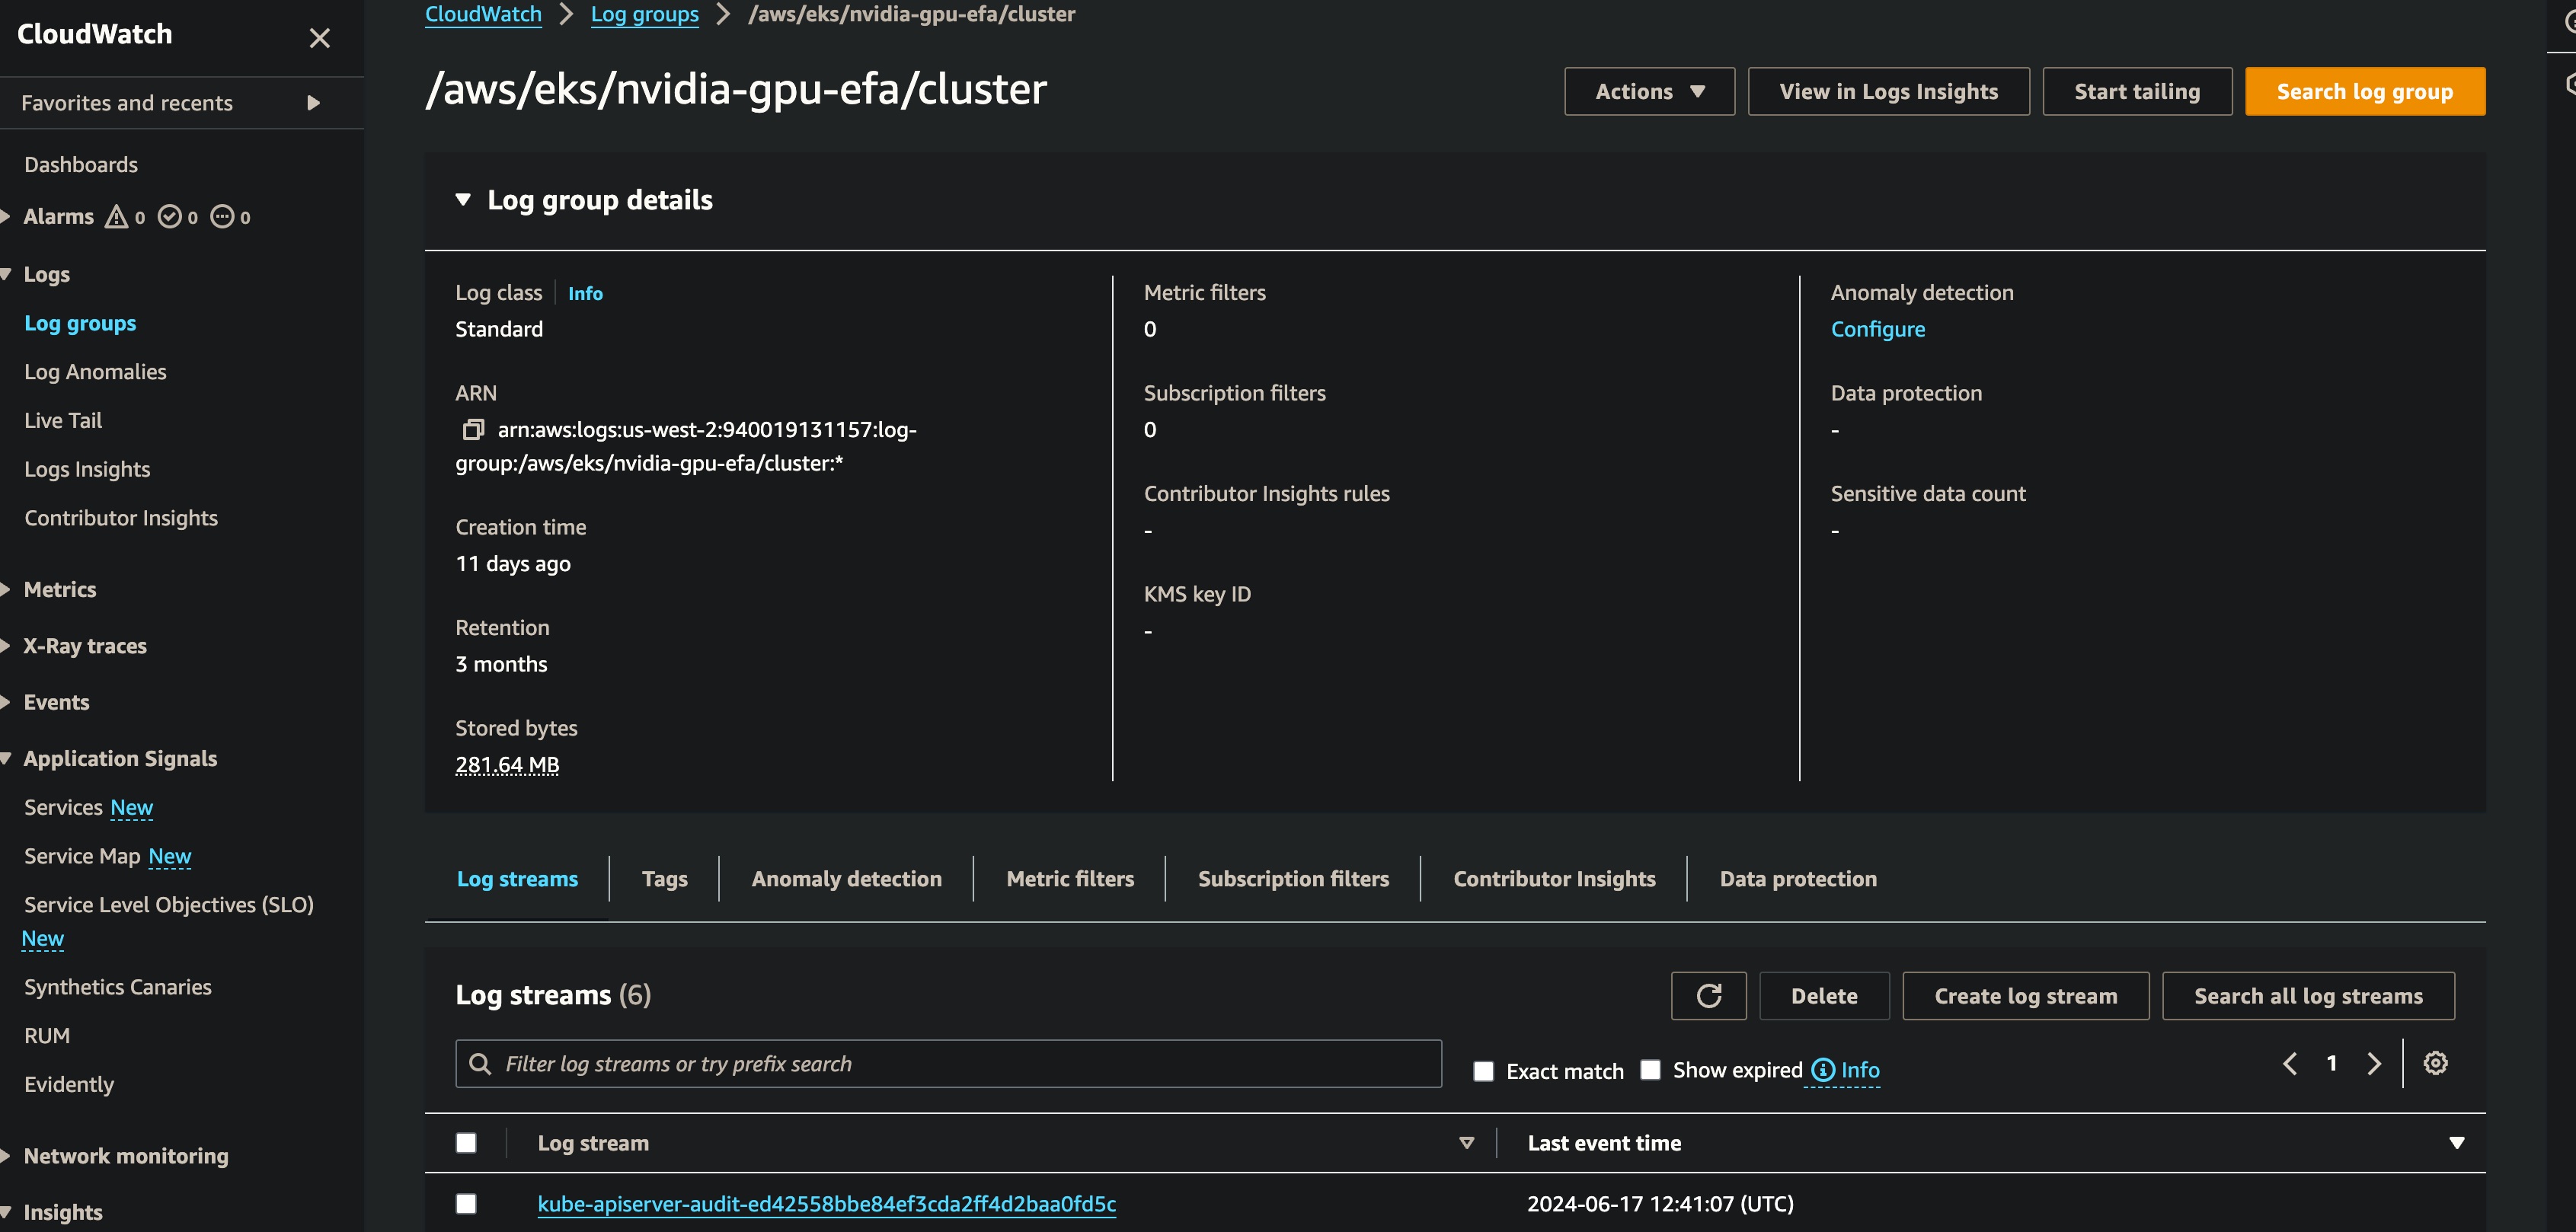 CloudWatch
Favorites and recents
Dashboards
Alarms 0 0 0
Logs
Log groups
Log Anomalies
Live Tail
Logs Insights
Contributor Insights
Metrics
X-Ray traces
Events
Application Signals
Services New
Service Map New
Service Level Objectives (SLO)
New
Synthetics Canaries
RUM
Evidently
Network monitoring
Insights
CloudWatch Log groups /aws/eks/nvidia-gpu-efa/cluster
/aws/eks/nvidia-gpu-efa/cluster
Actions View in Logs Insights Start tailing Search log group
Log group details
Log class Info
Standard
ARN
arn:aws:logs:us-west-2:940019131157:log-
group:/aws/eks/nvidia-gpu-efa/cluster:*
Creation time
11 days ago
Retention
3 months
Stored bytes
281.64 MB
Metric filters
0
Subscription filters
0
Contributor Insights rules
-
KMS key ID
-
Anomaly detection
Configure
Data protection
-
Sensitive data count
-
Log streams Tags Anomaly detection Metric filters Subscription filters Contributor Insights Data protection
Log streams (6)
Delete Create log stream Search all log streams
Filter log streams or try prefix search
Exact match Show expired Info
1
Log stream Last event time
kube-apiserver-audit-ed42558bbe84ef3cda2ff4d2baa0fd5c 2024-06-17 12:41:07 (UTC)